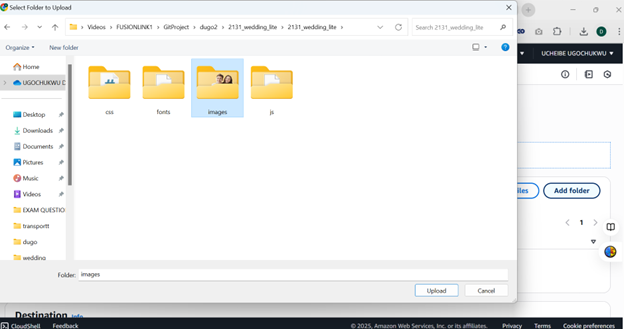 Select Folder to Upload
Videos > FUSIONLINK1 > GitProject > dugo2 > 2131_wedding_lite > 2131_wedding_lite >
Search 2131_wedding_lite
Organize
New folder
Home
UGOCHUKWU D
Desktop
Downloads
Documents
Pictures
Music
Videos
EXAM QUESTIO
transportt
dugo
wedding
css
fonts
images
js
Folder:
images
Upload
Cancel
D
UCHEIBE UGOCHUKWU
Add folder
1
Destination Info
CloudShell
Feedback
© 2025, Amazon Web Services, Inc. or its affiliates.
Privacy
Terms
Cookie preferences